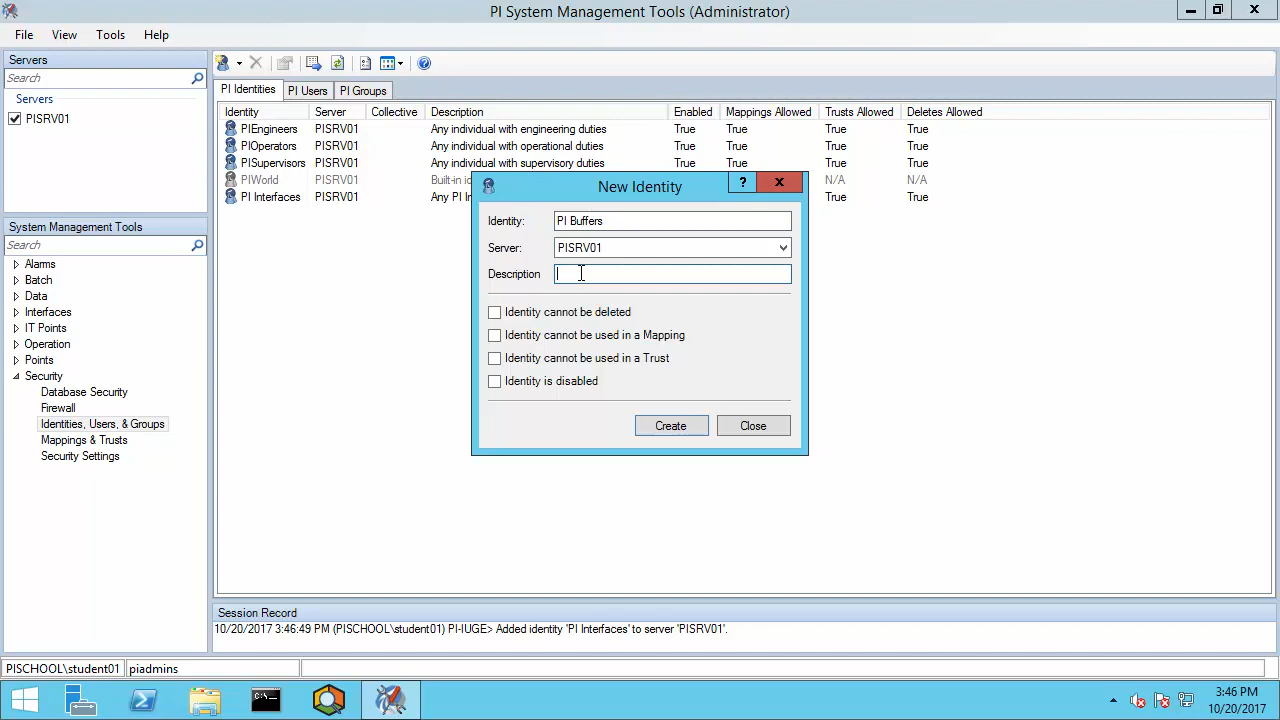 PI System Management Tools (Administrator)
File View Tools Help
Servers
Search
Servers
PISRV01
System Management Tools
Search
Alarms
Batch
Data
Interfaces
IT Points
Operation
Points
Security
Database Security
Firewall
Identities, Users, & Groups
Mappings & Trusts
Security Settings
PI Identities PI Users PI Groups
Identity Server Collective Description Enabled Mappings Allowed Trusts Allowed Deletes Allowed
PIEngineers PISRV01 Any individual with engineering duties True True True True
PIOperators PISRV01 Any individual with operational duties True True True True
PISupervisors PISRV01 Any individual with supervisory duties True True True True
PIWorld PISRV01 Built-in N/A N/A
PI Interfaces PISRV01 Any PI True True
New Identity
Identity: PI Buffers
Server: PISRV01
Description
Identity cannot be deleted
Identity cannot be used in a Mapping
Identity cannot be used in a Trust
Identity is disabled
Create Close
Session Record
10/20/2017 3:46:49 PM (PISCHOOL\student01) PI-IUGE> Added identity 'PI Interfaces' to server 'PISRV01'.
PISCHOOL\student01 piadmins
3:46 PM
10/20/2017